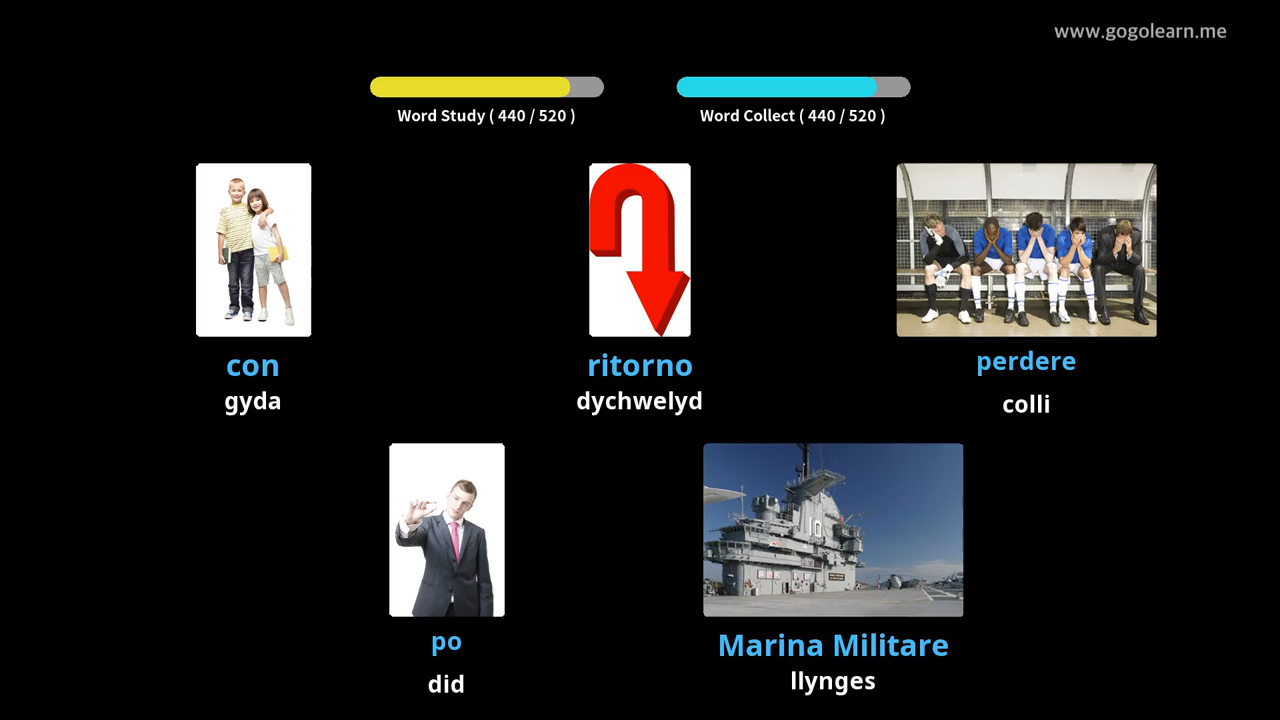 www.gogolearn.me
Word Study ( 440 / 520 )
Word Collect ( 440 / 520 )
con
gyda
ritorno
dychwelyd
perdere
colli
po
did
Marina Militare
llynges
10